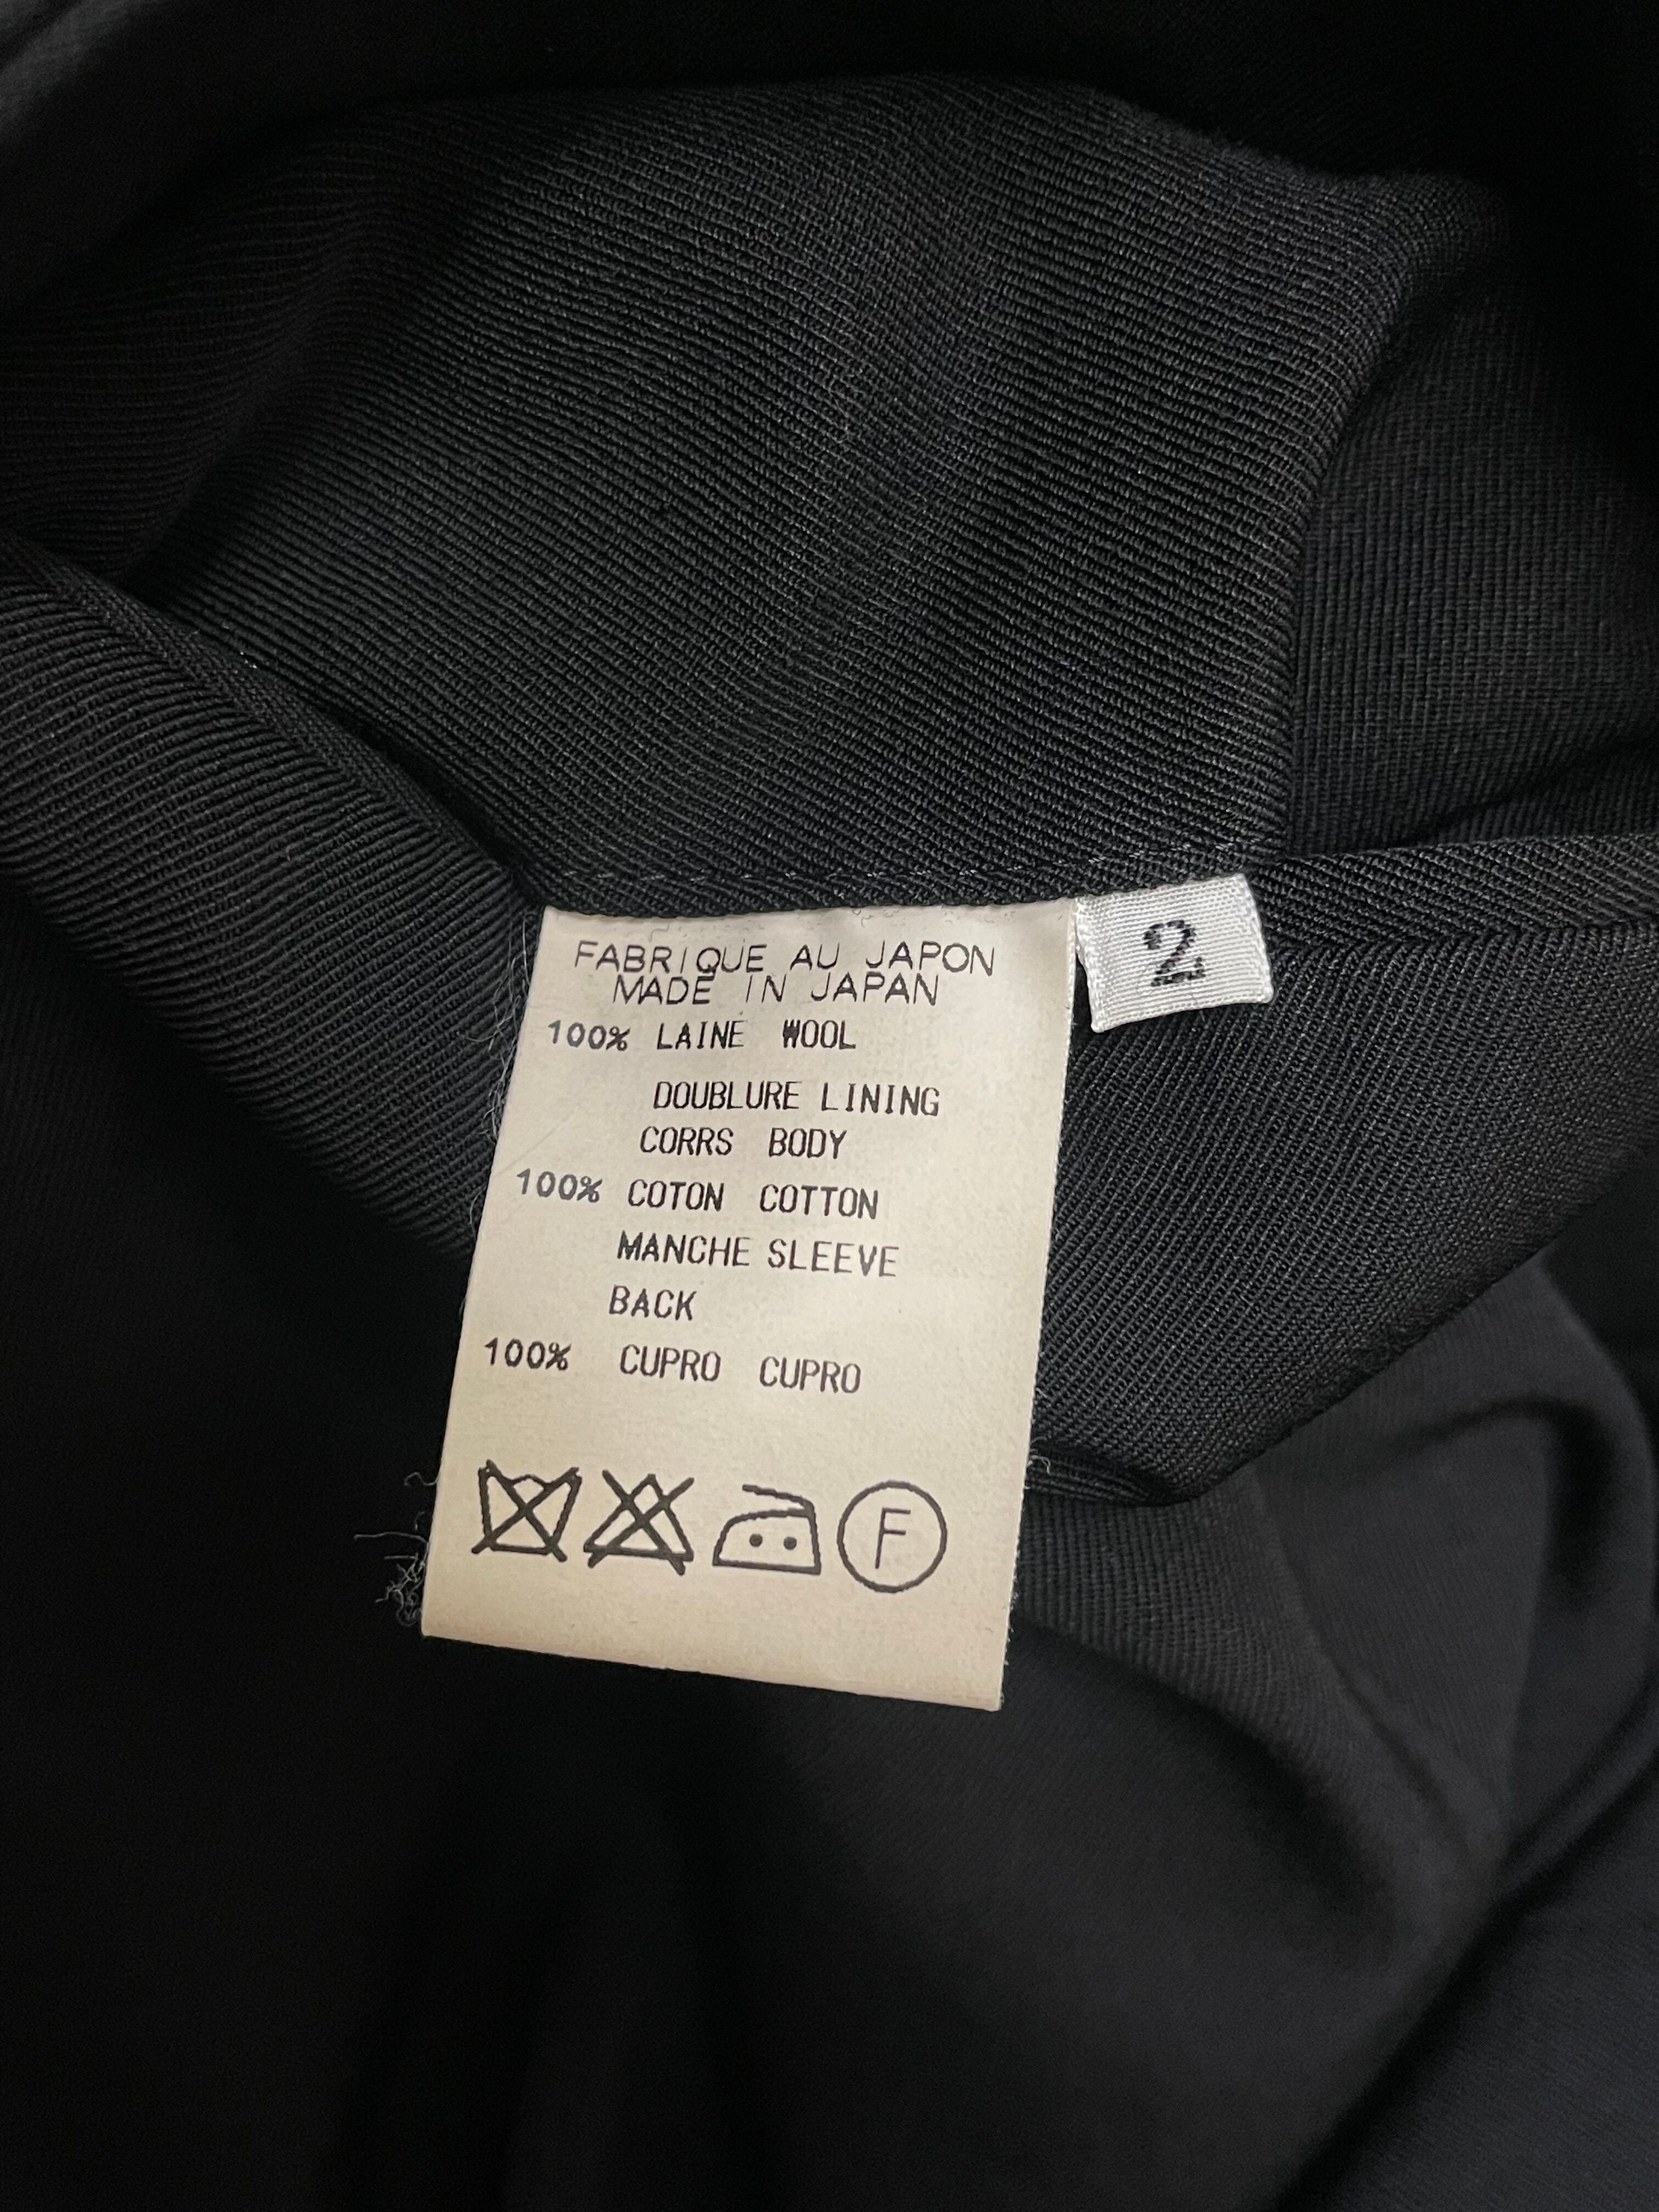 FABRIQUE AU JAPON
MADE IN JAPAN
2
100% LAINE WOOL
DOUBLURE LINING
CORRS BODY
100% COTON COTTON
MANCHE SLEEVE
BACK
100% CUPRO CUPRO
F